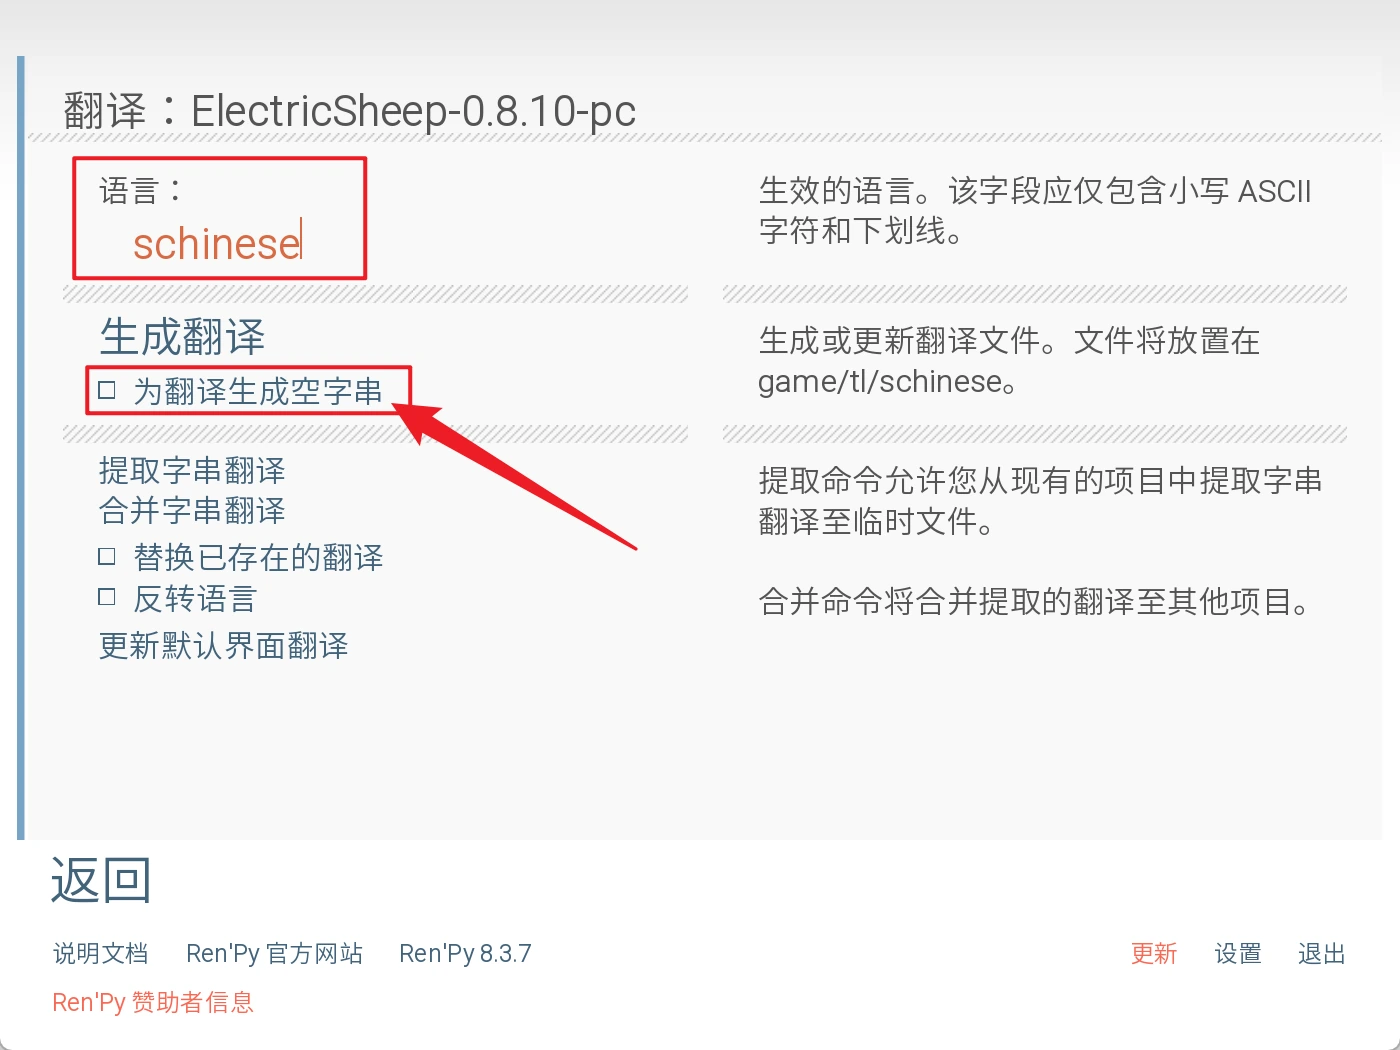 翻译：ElectricSheep-0.8.10-pc
语言：
schinese
生效的语言。该字段应仅包含小写 ASCII
字符和下划线。
生成翻译
为翻译生成空字串
生成或更新翻译文件。文件将放置在
game/tl/schinese。
提取字串翻译
合并字串翻译
替换已存在的翻译
反转语言
更新默认界面翻译
提取命令允许您从现有的项目中提取字串
翻译至临时文件。
合并命令将合并提取的翻译至其他项目。
返回
说明文档 Ren'Py 官方网站 Ren'Py 8.3.7 更新 设置 退出
Ren'Py 赞助者信息